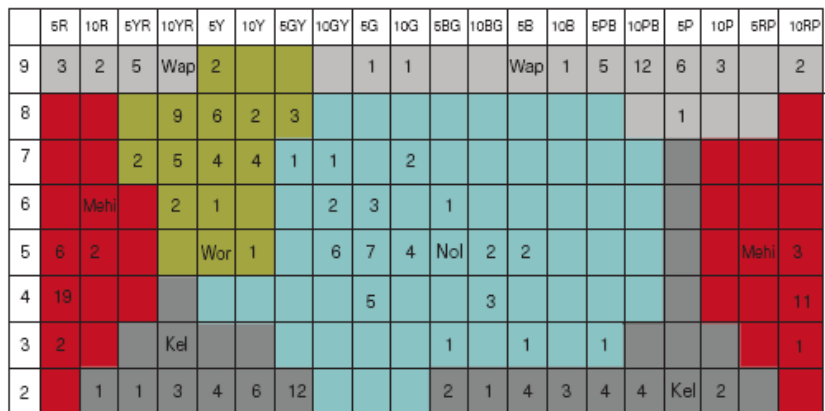 5R 10R 5YR 10YR 5Y 10Y 5GY 10GY 5G 10G 5BG 10BG 5B 10B 5PB 10PB 5P 10P 5RP 10RP
9 3 2 5 Wap 2 1 1 Wap 1 5 12 6 3 2
8 9 6 2 3 1
7 2 5 4 4 1 1 2
6 Mehi 2 1 2 3 1
5 6 2 Wor 1 6 7 4 Nol 2 2 Mehi 3
4 19 5 3 11
3 2 Kel 1 1 1 1
2 1 1 3 4 6 12 2 1 4 3 4 4 Kel 2